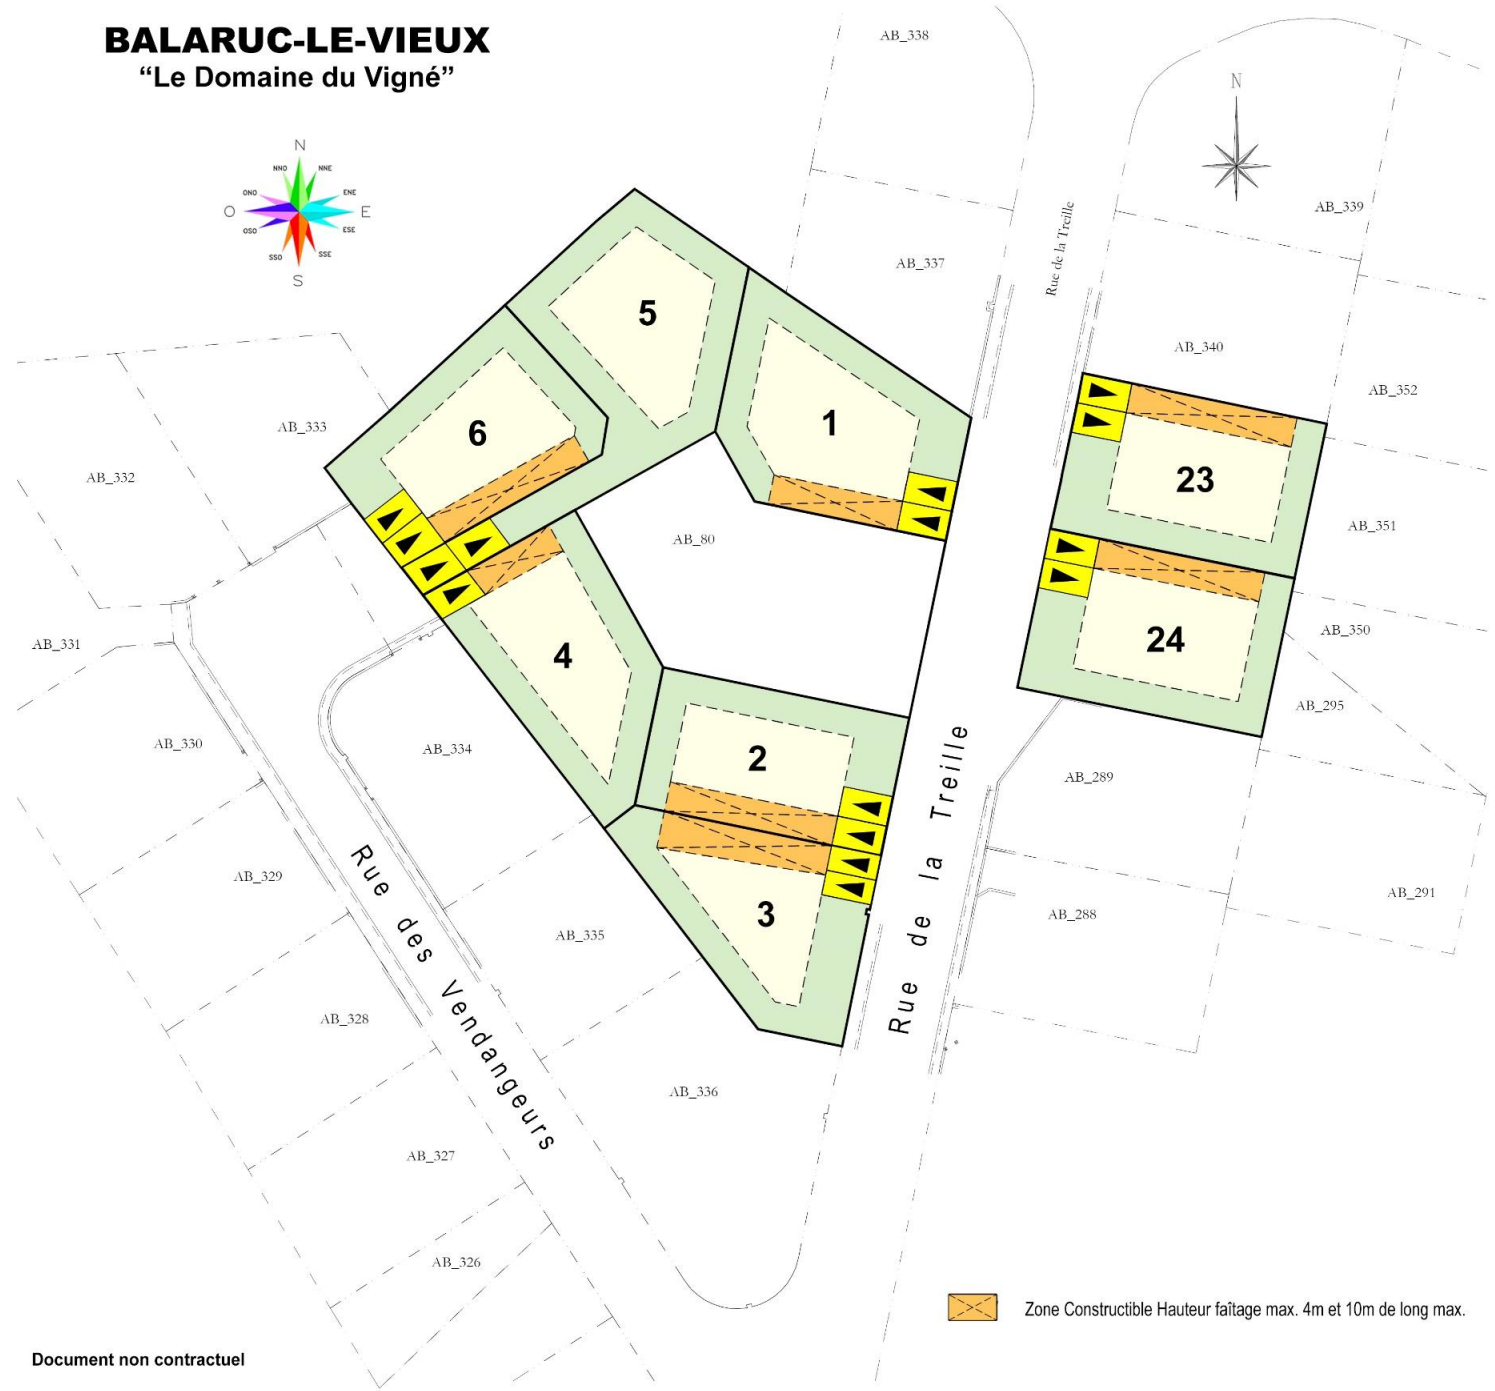 BALARUC-LE-VIEUX
“Le Domaine du Vigné”
N
NNO
NNE
ONO
ENE
O
E
OSO
ESE
SSO
SSE
S
N
AB_338
AB_339
AB_337
Rue de la Treille
AB_340
AB_352
AB_333
AB_332
AB_351
AB_80
AB_331
AB_350
AB_330
AB_334
AB_295
AB_289
AB_329
AB_335
AB_288
AB_291
AB_328
AB_336
AB_327
AB_326
5
6
1
23
4
24
2
3
Rue de la Treille
Rue des Vendangeurs
Zone Constructible Hauteur faîtage max. 4m et 10m de long max.
Document non contractuel